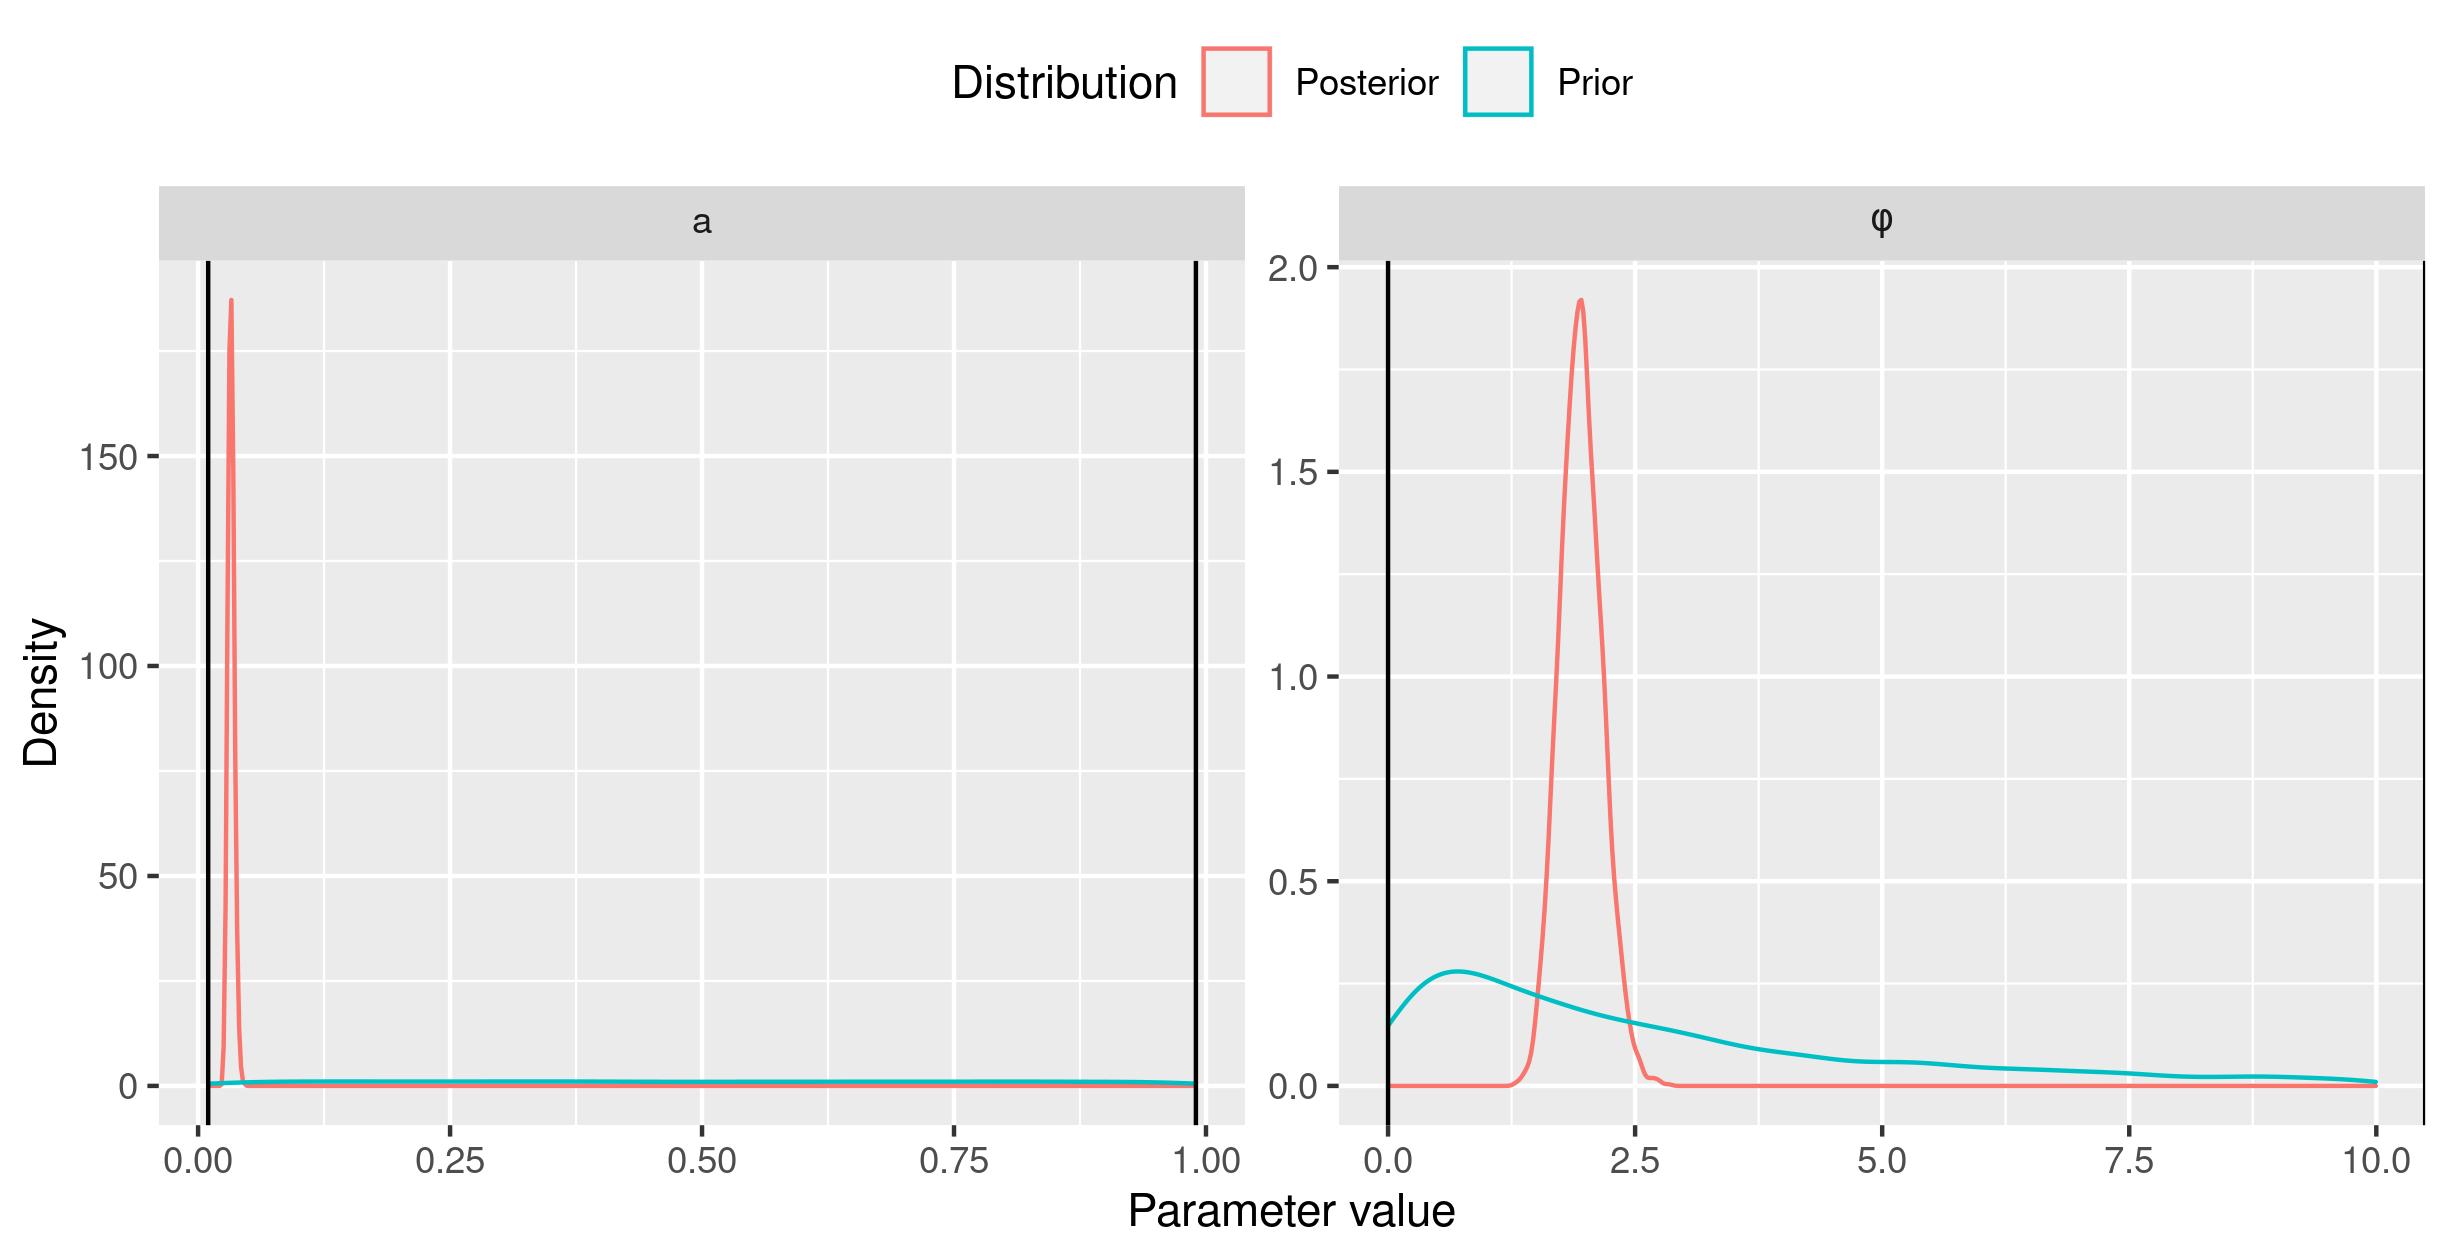 Distribution Posterior Prior
a φ
Density
150
100
50
0
2.0
1.5
1.0
0.5
0.0
0.00 0.25 0.50 0.75 1.00 0.0 2.5 5.0 7.5 10.0
Parameter value